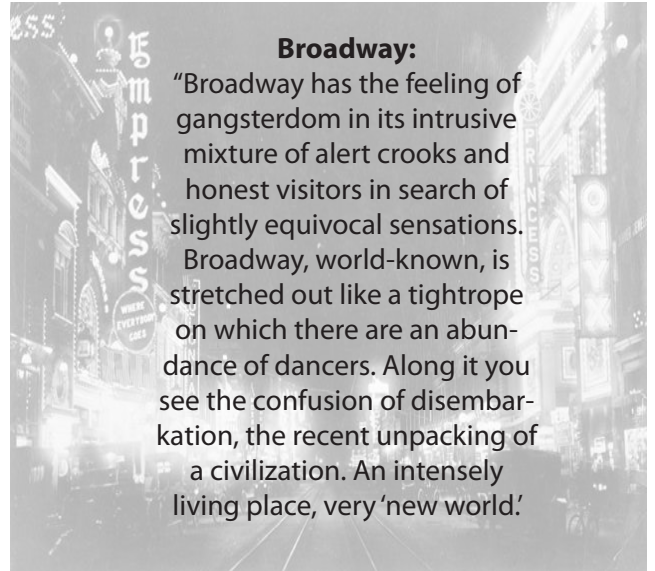 ess
Empress
WHERE
EVERYBODY
GOES
PRINCESS
ONYX
Broadway:
“Broadway has the feeling of
gangsterdom in its intrusive
mixture of alert crooks and
honest visitors in search of
slightly equivocal sensations.
Broadway, world-known, is
stretched out like a tightrope
on which there are an abun-
dance of dancers. Along it you
see the confusion of disembar-
kation, the recent unpacking of
a civilization. An intensely
living place, very ‘new world.’